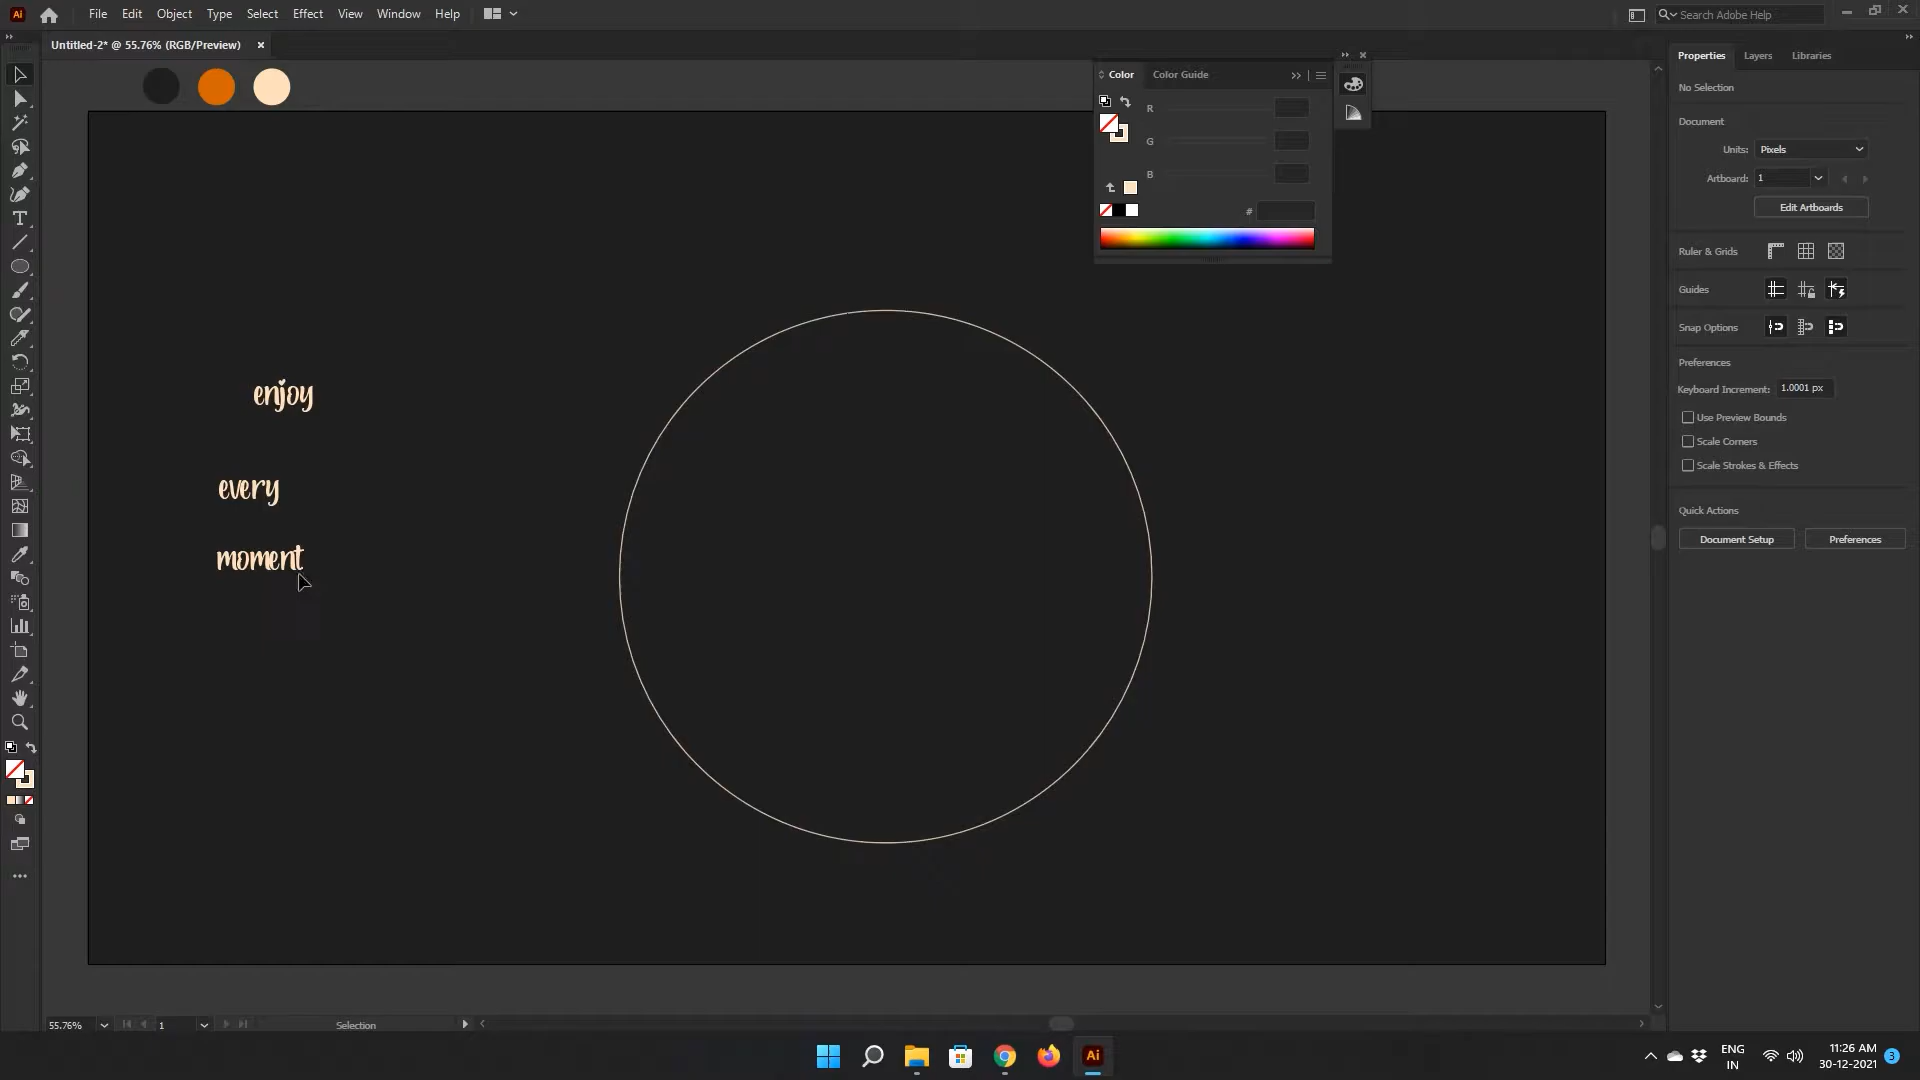 Ai File Edit Object Type Select Effect View Window Help Search Adobe Help
Untitled-2* @ 55.76% (RGB/Preview)
Color Color Guide
R
G
B
#
enjoy
every
moment
Properties Layers Libraries
No Selection
Document
Units: Pixels
Artboard: 1
Edit Artboards
Ruler & Grids
Guides
Snap Options
Preferences
Keyboard Increment: 1.0001 px
Use Preview Bounds
Scale Corners
Scale Strokes & Effects
Quick Actions
Document Setup Preferences
55.76% 1 Selection
Ai
ENG
IN
11:26 AM
30-12-2021
3